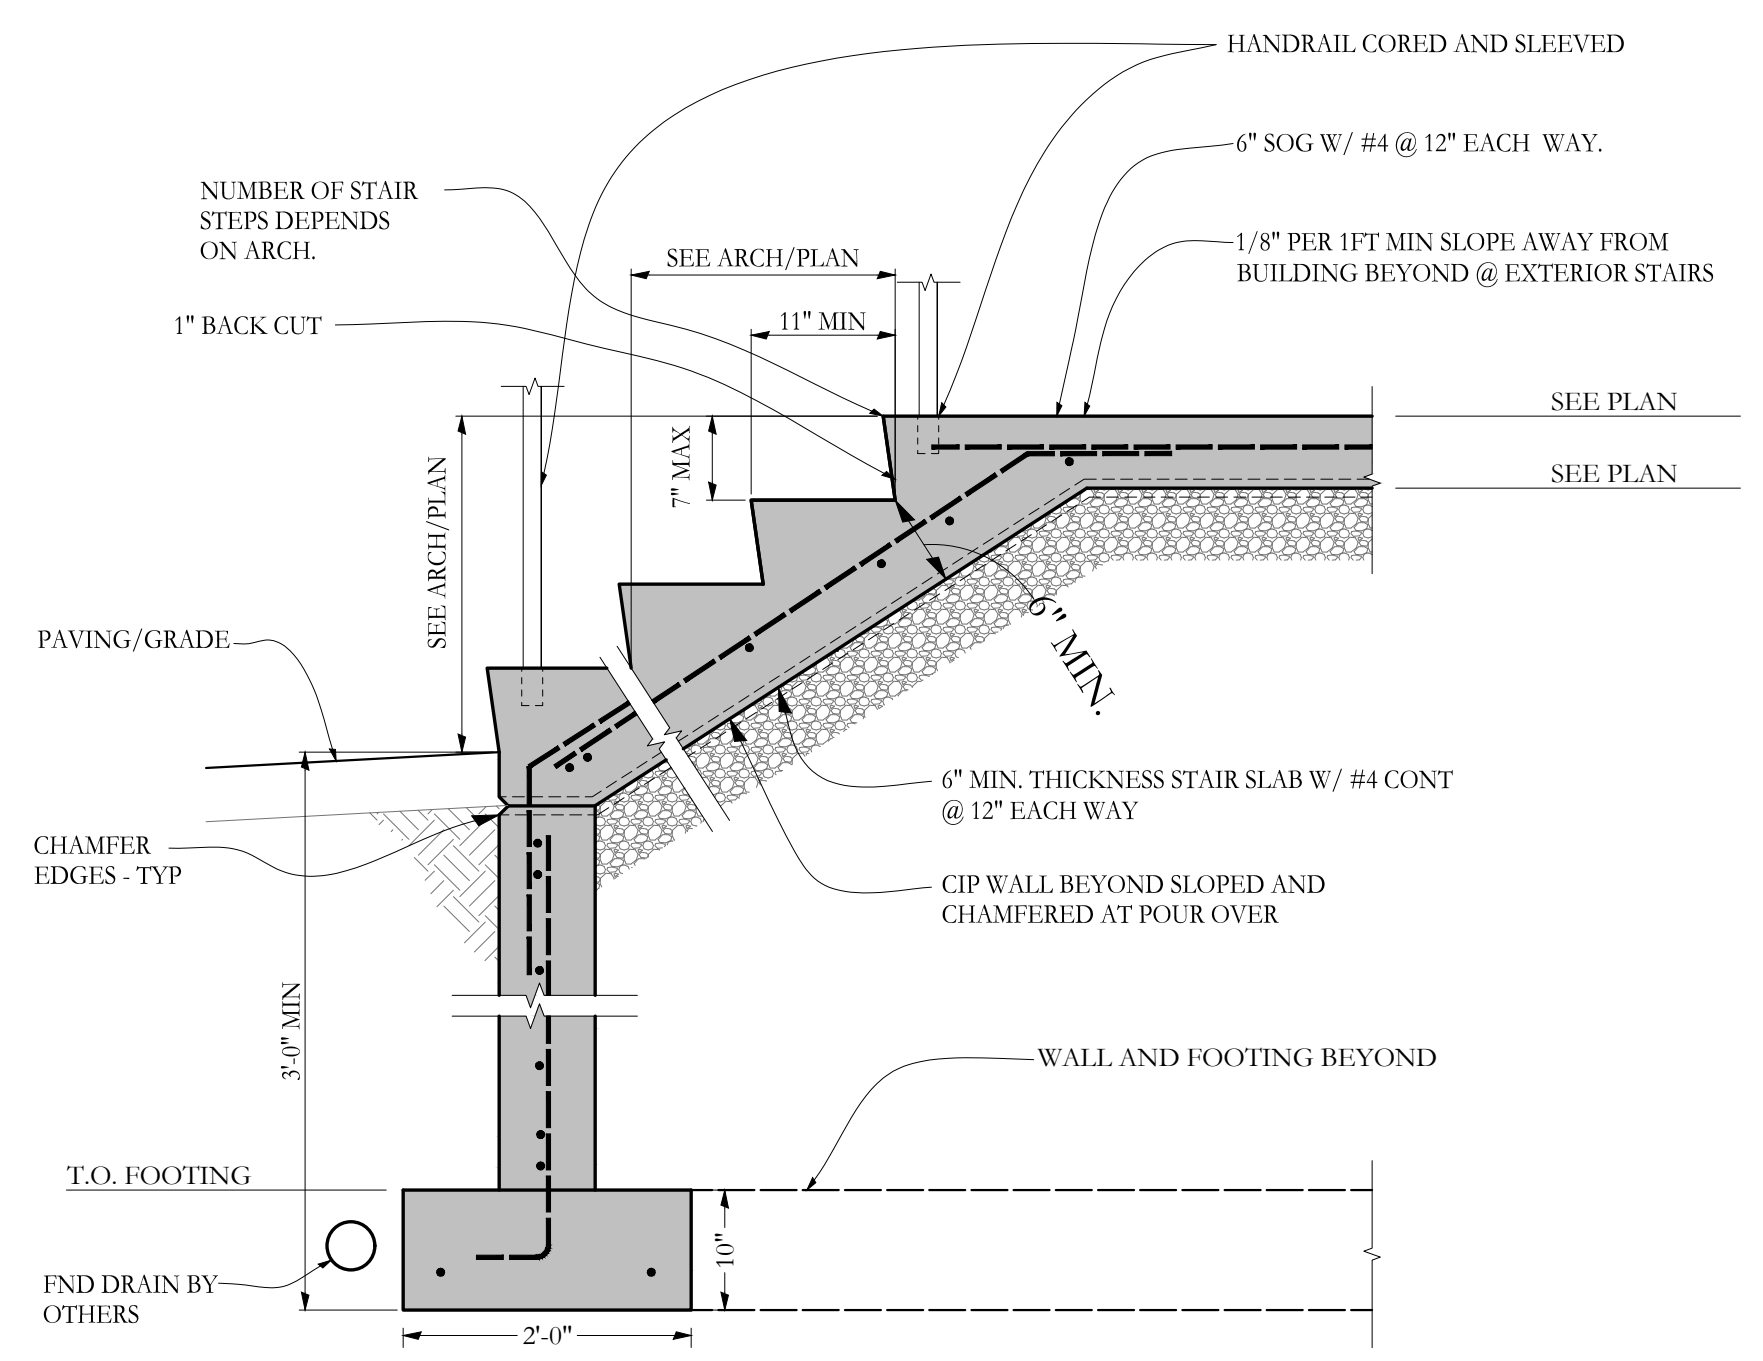 HANDRAIL CORED AND SLEEVED
6" SOG W/ #4 @ 12" EACH WAY.
NUMBER OF STAIR
STEPS DEPENDS
ON ARCH.
1/8" PER 1FT MIN SLOPE AWAY FROM
BUILDING BEYOND @ EXTERIOR STAIRS
SEE ARCH/PLAN
1" BACK CUT
11" MIN
SEE PLAN
7" MAX
SEE PLAN
SEE ARCH/PLAN
PAVING/GRADE
6" MIN.
6" MIN. THICKNESS STAIR SLAB W/ #4 CONT
@ 12" EACH WAY
CHAMFER
EDGES - TYP
CIP WALL BEYOND SLOPED AND
CHAMFERED AT POUR OVER
3'-0" MIN
WALL AND FOOTING BEYOND
T.O. FOOTING
10"
FND DRAIN BY
OTHERS
2'-0"